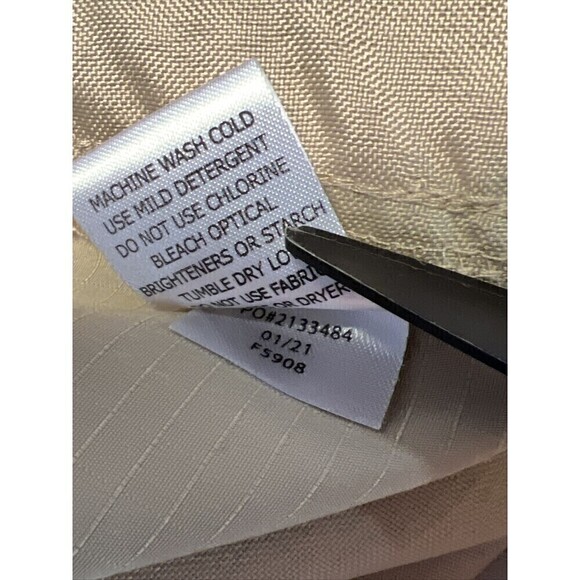 MACHINE WASH COLD
USE MILD DETERGENT
DO NOT USE CHLORINE
BLEACH OPTICAL
BRIGHTENERS OR STARCH
TUMBLE DRY
NOT USE FABRI
OR DRYER
PO#2133484
01/21
F5908